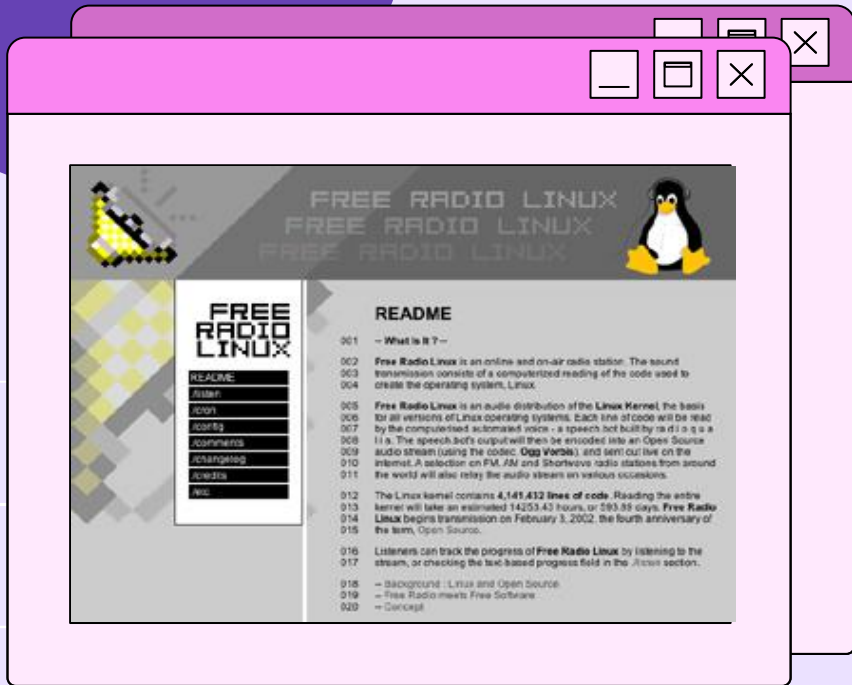 FREE RADIO LINUX
FREE RADIO LINUX
FREE RADIO LINUX
FREE
RADIO
LINUX
README
/listen
/cron
/config
/comments
/changelog
/credits
/etc
README
001 -- What is It ? --
002 Free Radio Linux is an online and on-air radio station. The sound
003 transmission consists of a computerized reading of the code used to
004 create the operating system, Linux.
005 Free Radio Linux is an audio distribution of the Linux Kernel, the basis
006 for all versions of Linux operating systems. Each line of code will be read
007 by the computerised automated voice - a speech bot built by r a d i o q u a
008 l i a. The speech.bot's output will then be encoded into an Open Source
009 audio stream (using the codec, Ogg Vorbis), and sent out live on the
010 internet. A selection on FM, AM and Shortwave radio stations from around
011 the world will also relay the audio stream on various occasions.
012 The Linux kernel contains 4,141,432 lines of code. Reading the entire
013 kernel will take an estimated 14253.43 hours, or 593.89 days. Free Radio
014 Linux begins transmission on February 3, 2002, the fourth anniversary of
015 the term, Open Source.
016 Listeners can track the progress of Free Radio Linux by listening to the
017 stream, or checking the text-based progress field in the section.
018 -- Background : Linux and Open Source
019 -- Free Radio meets Free Software
020 -- Concept